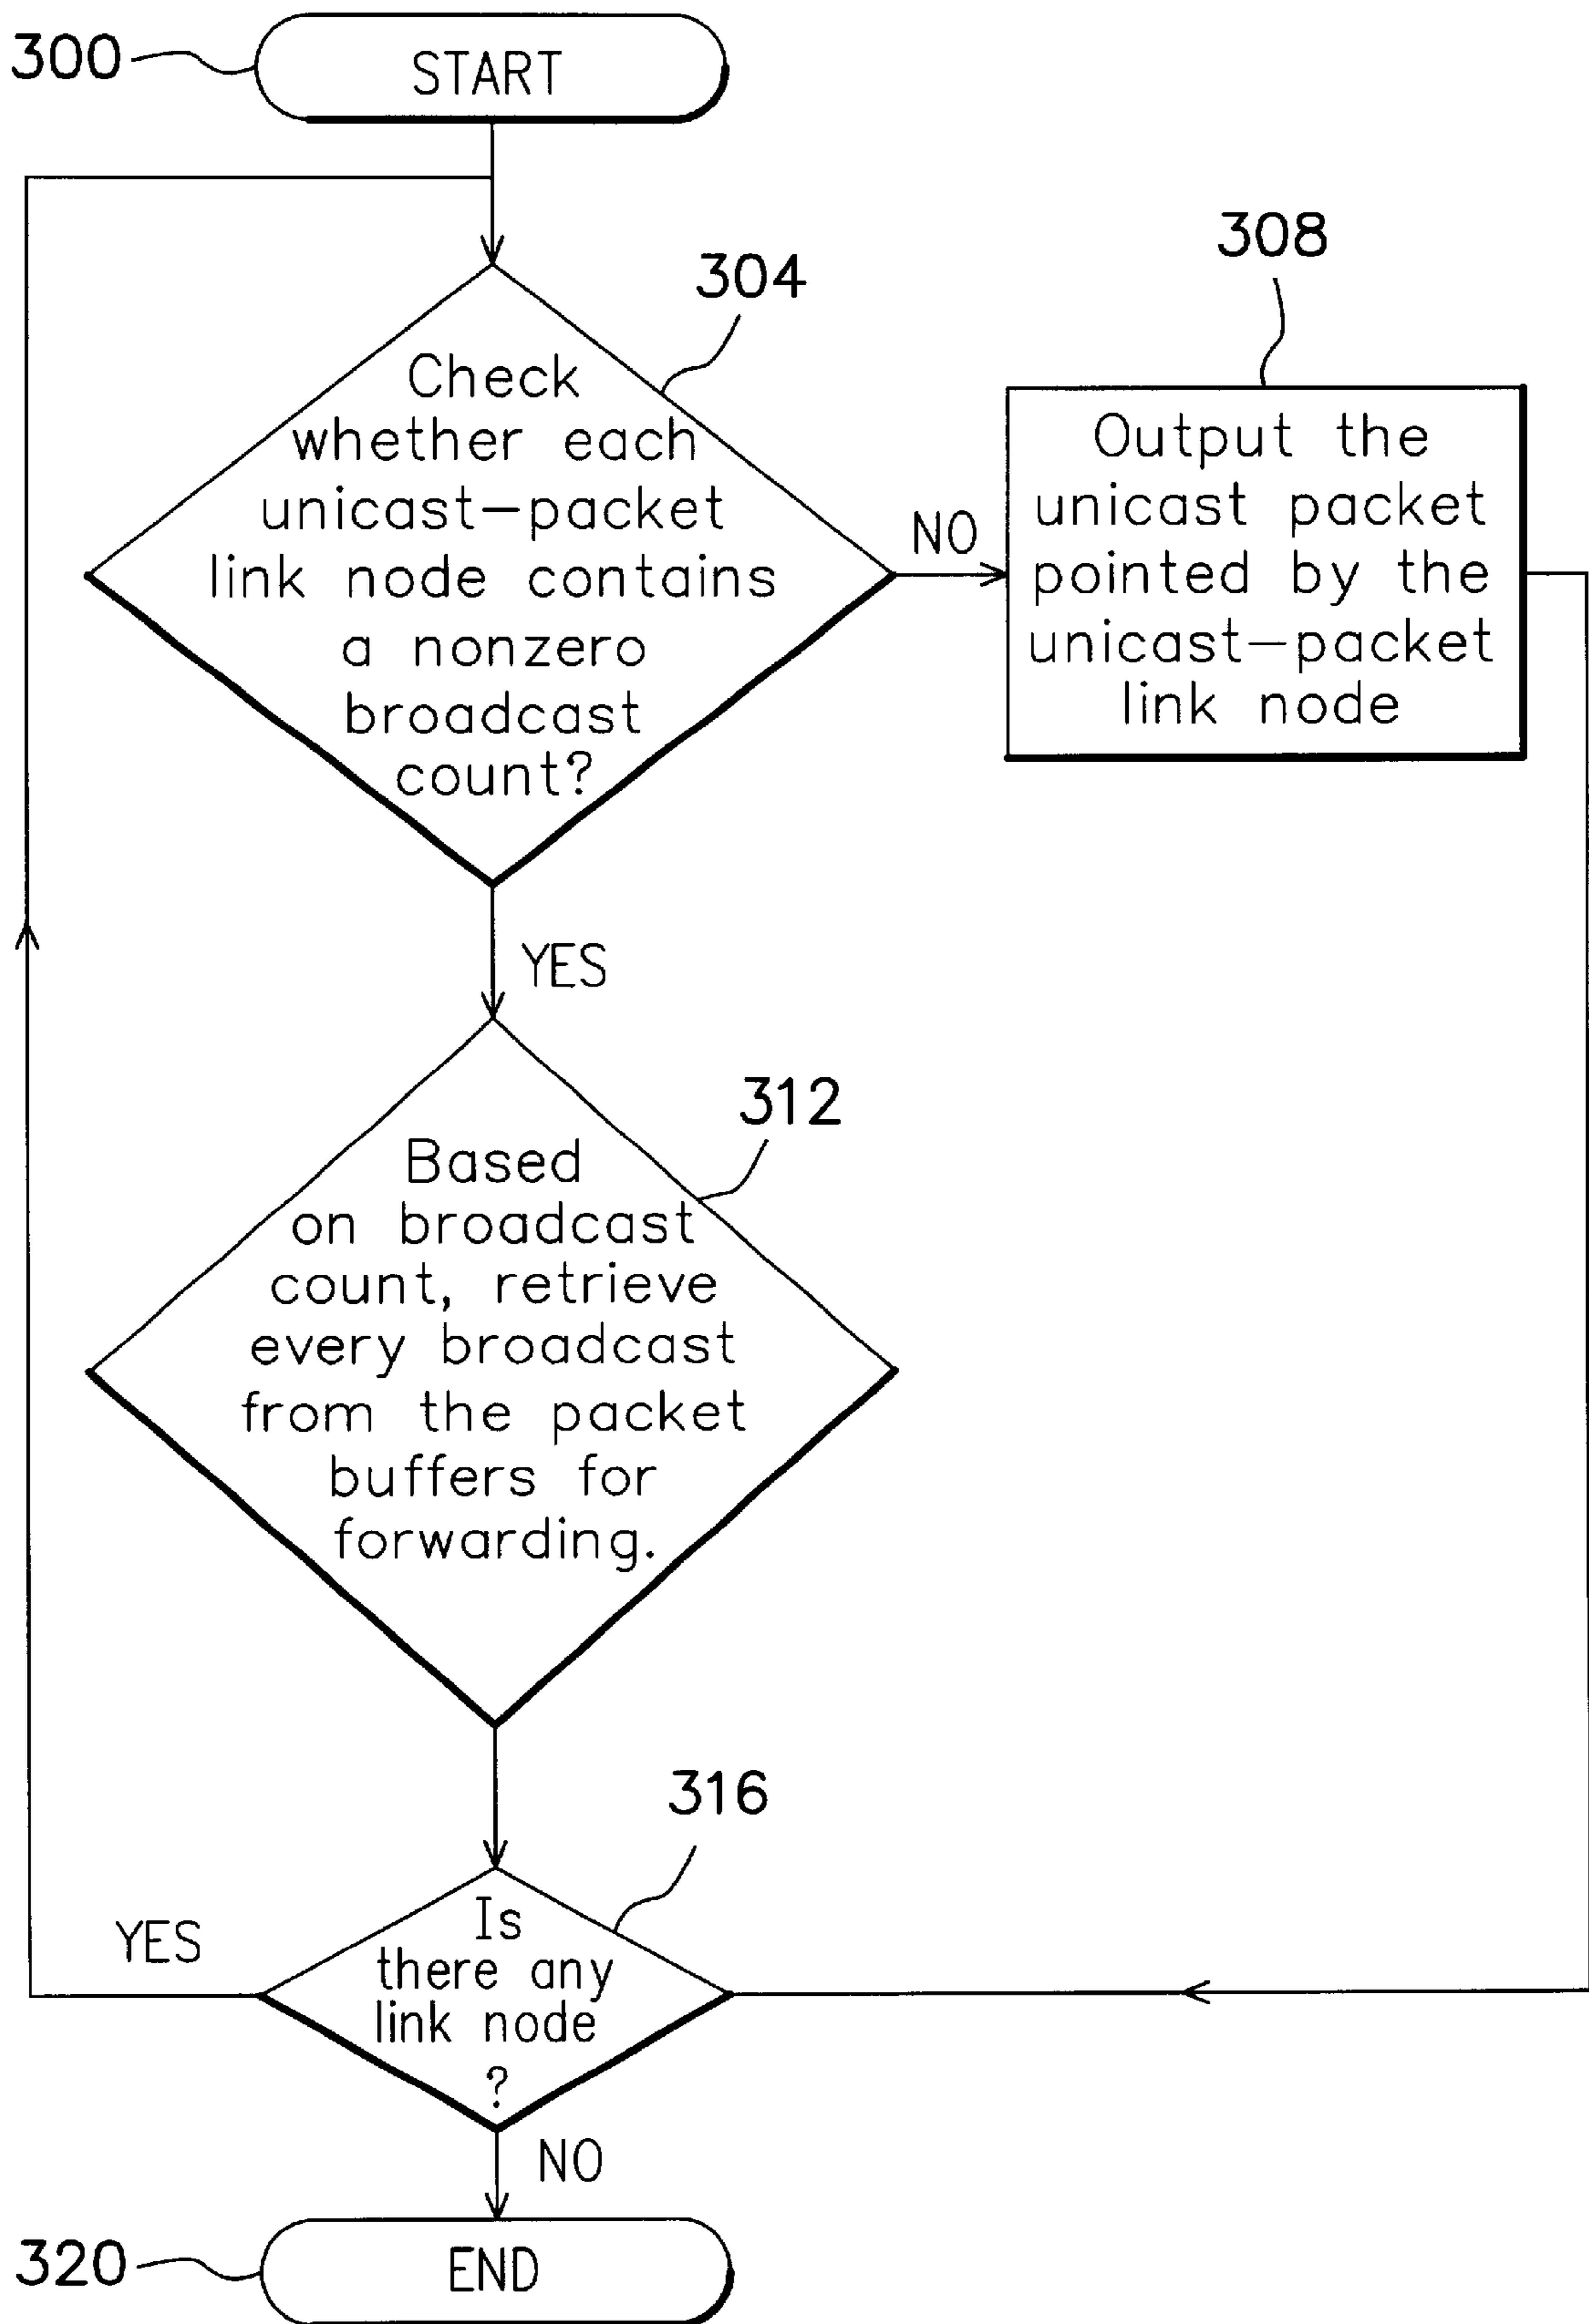 300
START
304
Check
whether each
unicast-packet
link node contains
a nonzero
broadcast
count?
NO
308
Output the
unicast packet
pointed by the
unicast-packet
link node
YES
312
Based
on broadcast
count, retrieve
every broadcast
from the packet
buffers for
forwarding.
316
Is
there any
link node
?
YES
NO
320
END